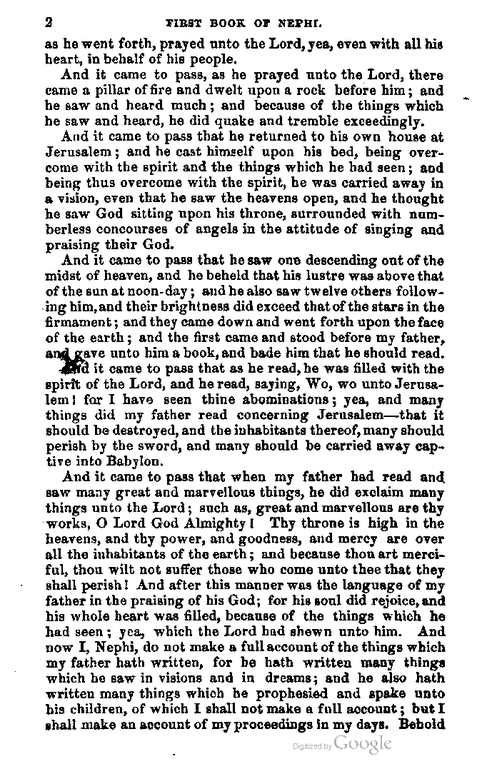 2 FIRST BOOK OF NEPHI.
as he went forth, prayed unto the Lord, yea, even with all his
heart, in behalf of his people.
And it came to pass, as he prayed unto the Lord, there
came a pillar of fire and dwelt upon a rock before him; and
he saw and heard much; and because of the things which
he saw and heard, he did quake and tremble exceedingly.
And it came to pass that he returned to his own house at
Jerusalem; and he cast himself upon his bed, being over-
come with the spirit and the things which he had seen; and
being thus overcome with the spirit, he was carried away in
a vision, even that he saw the heavens open, and he thought
he saw God sitting upon his throne, surrounded with num-
berless concourses of angels in the attitude of singing and
praising their God.
And it came to pass that he saw one descending out of the
midst of heaven, and he beheld that his lustre was above that
of the sun at noon-day; and he also saw twelve others follow-
ing him, and their brightness did exceed that of the stars in the
firmament; and they came down and went forth upon the face
of the earth; and the first came and stood before my father,
and gave unto him a book, and bade him that he should read.
And it came to pass that as he read, he was filled with the
spirit of the Lord, and he read, saying, Wo, wo unto Jerusa-
lem! for I have seen thine abominations; yea, and many
things did my father read concerning Jerusalem—that it
should be destroyed, and the inhabitants thereof, many should
perish by the sword, and many should be carried away cap-
tive into Babylon.
And it came to pass that when my father had read and
saw many great and marvellous things, he did exclaim many
things unto the Lord; such as, great and marvellous are thy
works, O Lord God Almighty! Thy throne is high in the
heavens, and thy power, and goodness, and mercy are over
all the inhabitants of the earth; and because thou art merci-
ful, thou wilt not suffer those who come unto thee that they
shall perish! And after this manner was the language of my
father in the praising of his God; for his soul did rejoice, and
his whole heart was filled, because of the things which he
had seen; yea, which the Lord had shewn unto him. And
now I, Nephi, do not make a full account of the things which
my father hath written, for he hath written many things
which he saw in visions and in dreams; and he also hath
written many things which he prophesied and spake unto
his children, of which I shall not make a full account; but I
shall make an account of my proceedings in my days. Behold
Digitized by Google